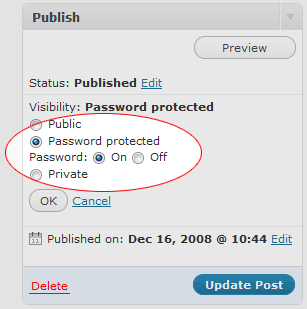 Publish
Preview
Status: Published Edit
Visibility: Password protected
Public
Password protected
Password: On Off
Private
OK Cancel
11 Published on: Dec 16, 2008 @ 10:44 Edit
Delete Update Post